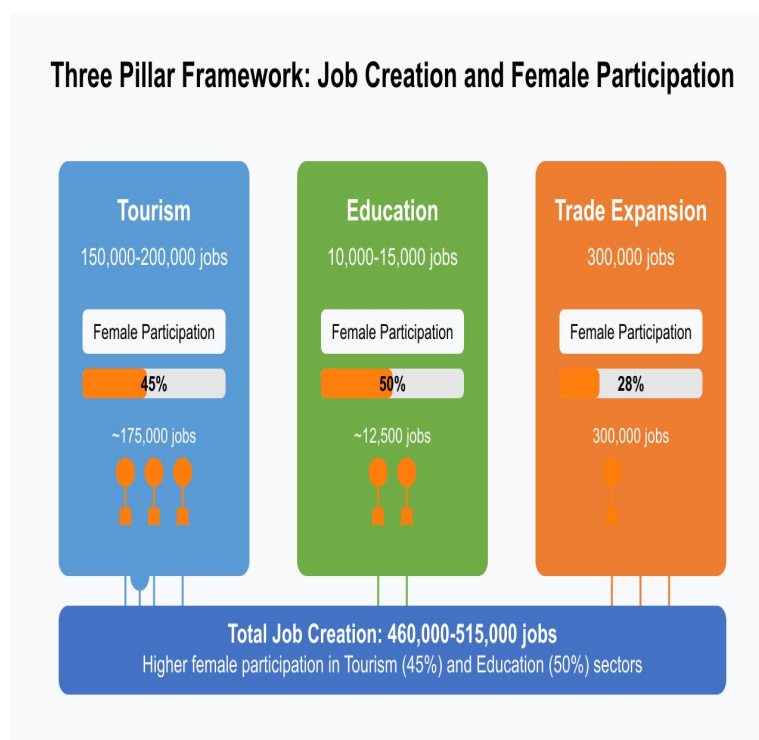 Three Pillar Framework: Job Creation and Female Participation
Tourism
150,000-200,000 jobs
Female Participation
45%
~175,000 jobs
Education
10,000-15,000 jobs
Female Participation
50%
~12,500 jobs
Trade Expansion
300,000 jobs
Female Participation
28%
300,000 jobs
Total Job Creation: 460,000-515,000 jobs
Higher female participation in Tourism (45%) and Education (50%) sectors